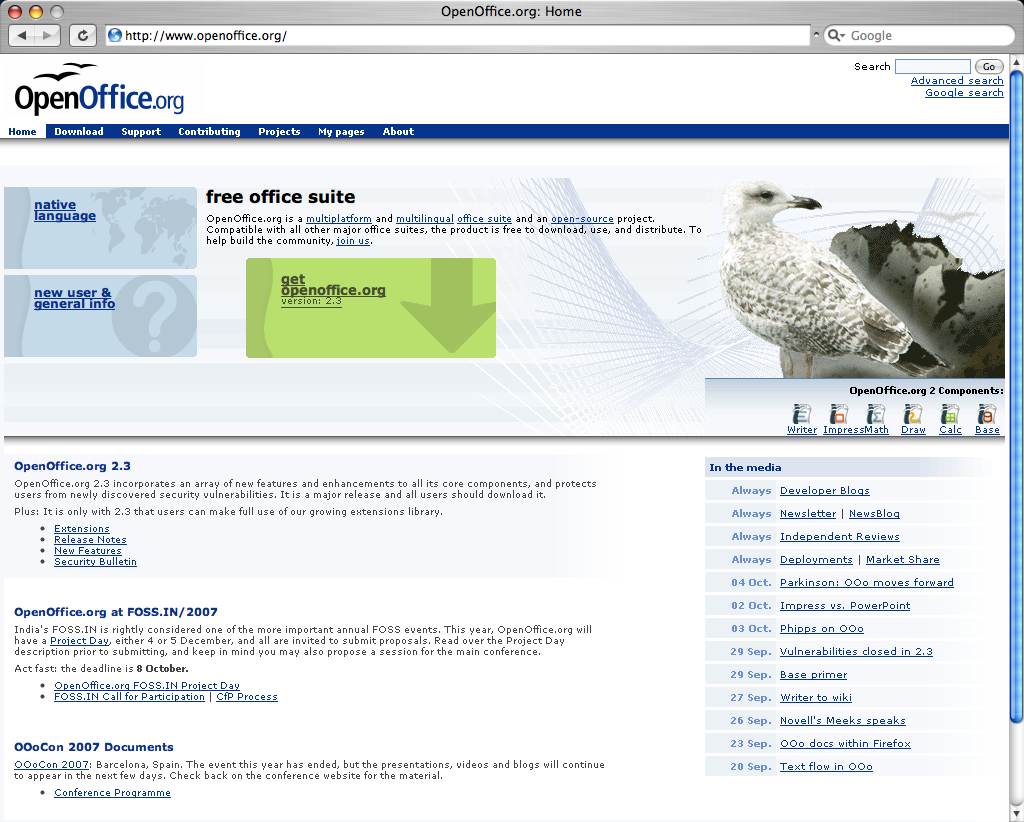 OpenOffice.org: Home
http://www.openoffice.org/
Google
OpenOffice.org
Search
Go
Advanced search
Google search
Home Download Support Contributing Projects My pages About
native
language
new user &
general info
free office suite
OpenOffice.org is a multiplatform and multilingual office suite and an open-source project.
Compatible with all other major office suites, the product is free to download, use, and distribute. To
help build the community, join us.
get
openoffice.org
version: 2.3
OpenOffice.org 2 Components:
Writer Impress Math Draw Calc Base
OpenOffice.org 2.3
OpenOffice.org 2.3 incorporates an array of new features and enhancements to all its core components, and protects
users from newly discovered security vulnerabilities. It is a major release and all users should download it.
Plus: It is only with 2.3 that users can make full use of our growing extensions library.
Extensions
Release Notes
New Features
Security Bulletin
OpenOffice.org at FOSS.IN/2007
India's FOSS.IN is rightly considered one of the more important annual FOSS events. This year, OpenOffice.org will
have a Project Day, either 4 or 5 December, and all are invited to submit proposals. Read over the Project Day
description prior to submitting, and keep in mind you may also propose a session for the main conference.
Act fast: the deadline is 8 October.
OpenOffice.org FOSS.IN Project Day
FOSS.IN Call for Participation | CfP Process
OOoCon 2007 Documents
OOoCon 2007: Barcelona, Spain. The event this year has ended, but the presentations, videos and blogs will continue
to appear in the next few days. Check back on the conference website for the material.
Conference Programme
In the media
Always Developer Blogs
Always Newsletter | NewsBlog
Always Independent Reviews
Always Deployments | Market Share
04 Oct. Parkinson: OOo moves forward
02 Oct. Impress vs. PowerPoint
03 Oct. Phipps on OOo
29 Sep. Vulnerabilities closed in 2.3
29 Sep. Base primer
27 Sep. Writer to wiki
26 Sep. Novell's Meeks speaks
23 Sep. OOo docs within Firefox
20 Sep. Text flow in OOo